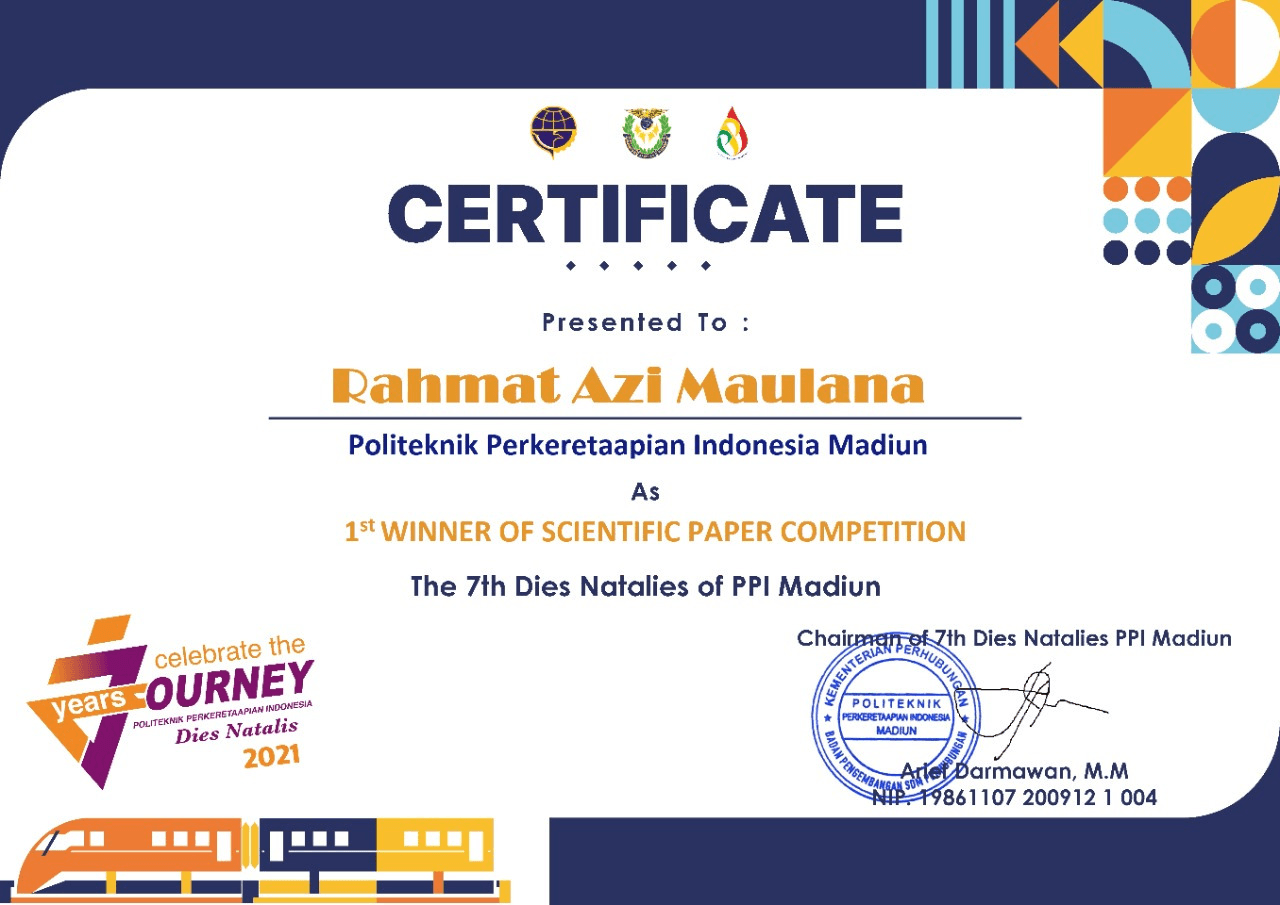 CERTIFICATE
Presented To :
Rahmat Azi Maulana
Politeknik Perkeretaapian Indonesia Madiun
As
1st WINNER OF SCIENTIFIC PAPER COMPETITION
The 7th Dies Natalies of PPI Madiun
celebrate the
7 years JOURNEY
POLITEKNIK PERKERETAAPIAN INDONESIA
Dies Natalis
2021
Chairman of 7th Dies Natalies PPI Madiun
KEMENTERIAN PERHUBUNGAN
POLITEKNIK
PERKERETAAPIAN INDONESIA
MADIUN
BADAN PENGEMBANGAN SDM PERHUBUNGAN
Arief Darmawan, M.M
NIP. 19861107 200912 1 004